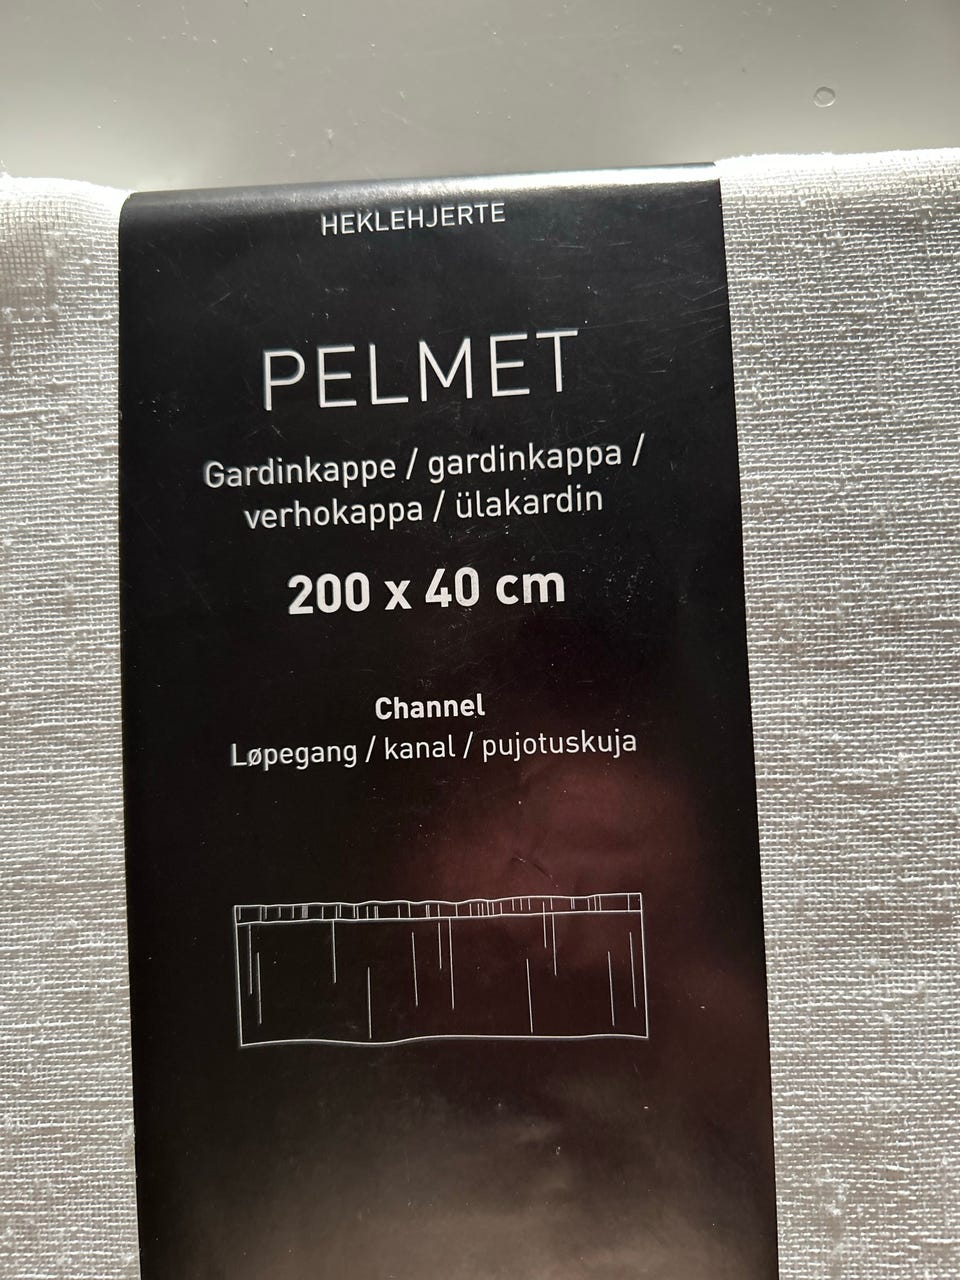 HEKLEHJERTE
PELMET
Gardinkappe / gardinkappa /
verhokappa / ülakardin
200 x 40 cm
Channel
Løpegang / kanal / pujotuskuja